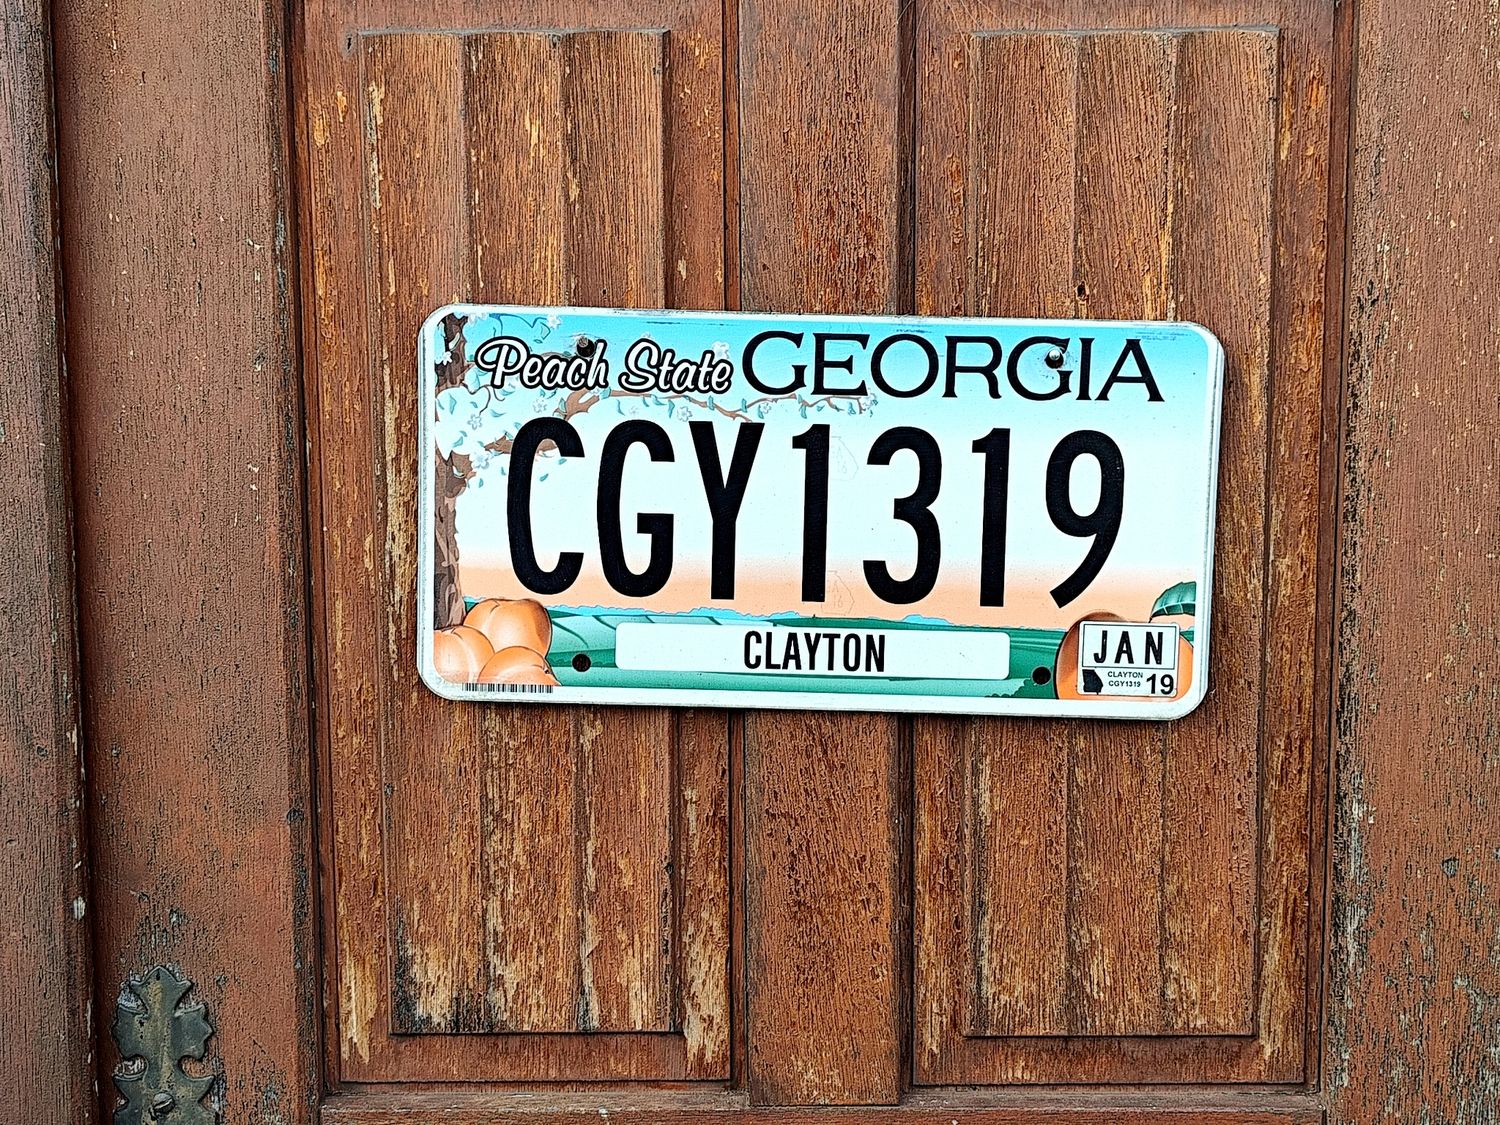 Peach State GEORGIA
CGY1319
CLAYTON
JAN
CLAYTON
CGY1319 19